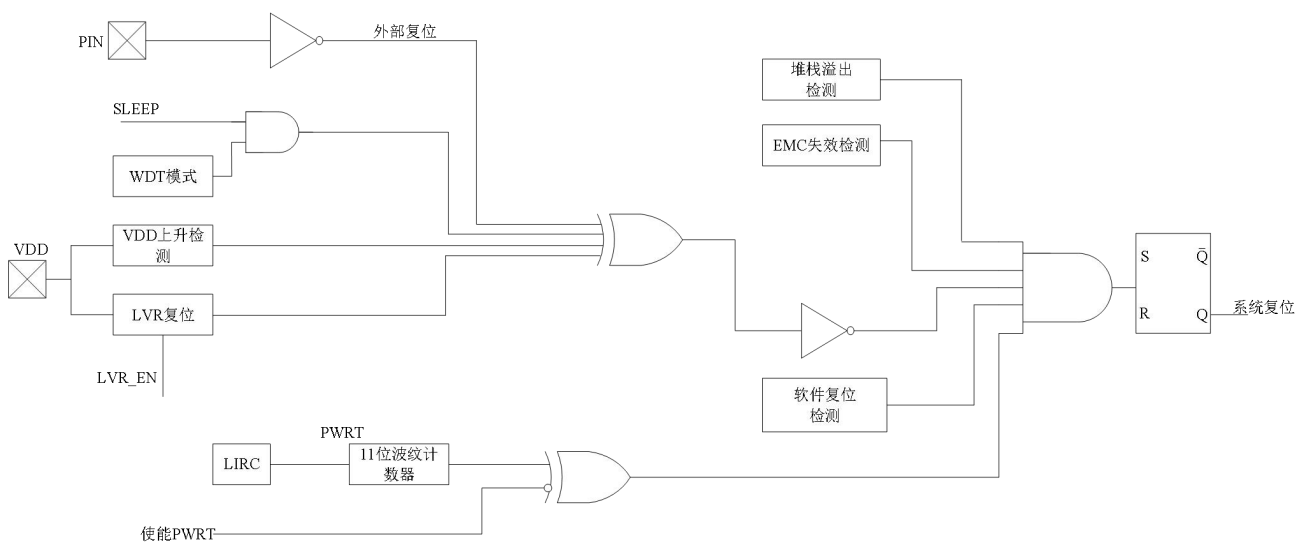 PIN
外部复位
堆栈溢出
检测
SLEEP
EMC失效检测
WDT模式
VDD
VDD上升检
测
S
Q̅
LVR复位
R
Q
系统复位
LVR_EN
软件复位
检测
PWRT
LIRC
11位波纹计
数器
使能PWRT